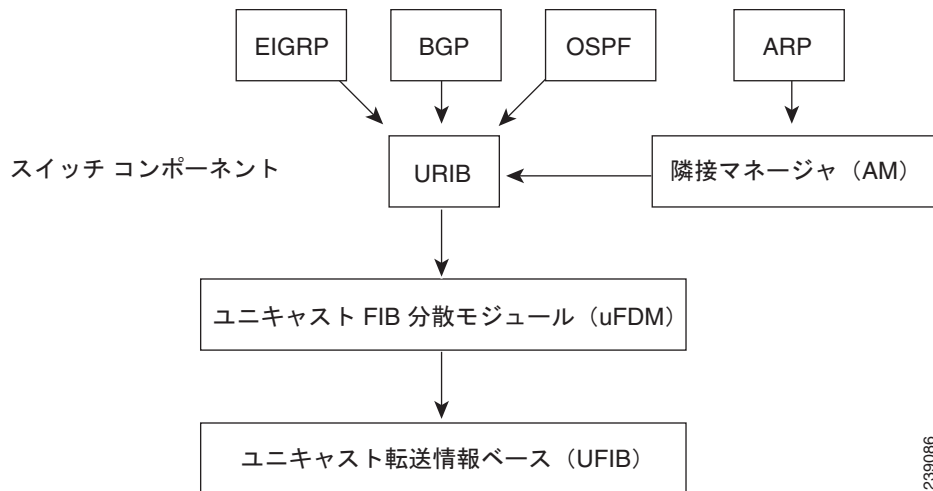 EIGRP
BGP
OSPF
ARP
スイッチ コンポーネント
URIB
隣接マネージャ（AM）
ユニキャスト FIB 分散モジュール（uFDM）
ユニキャスト転送情報ベース（UFIB）
239086